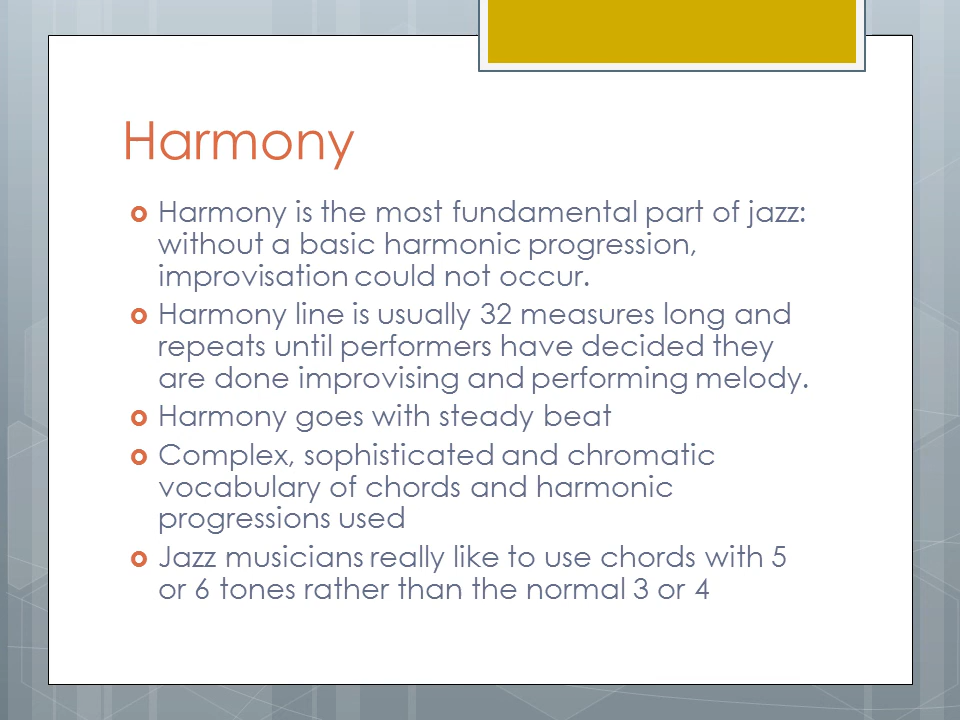 Harmony
Harmony is the most fundamental part of jazz:
without a basic harmonic progression,
improvisation could not occur.
Harmony line is usually 32 measures long and
repeats until performers have decided they
are done improvising and performing melody.
Harmony goes with steady beat
Complex, sophisticated and chromatic
vocabulary of chords and harmonic
progressions used
Jazz musicians really like to use chords with 5
or 6 tones rather than the normal 3 or 4